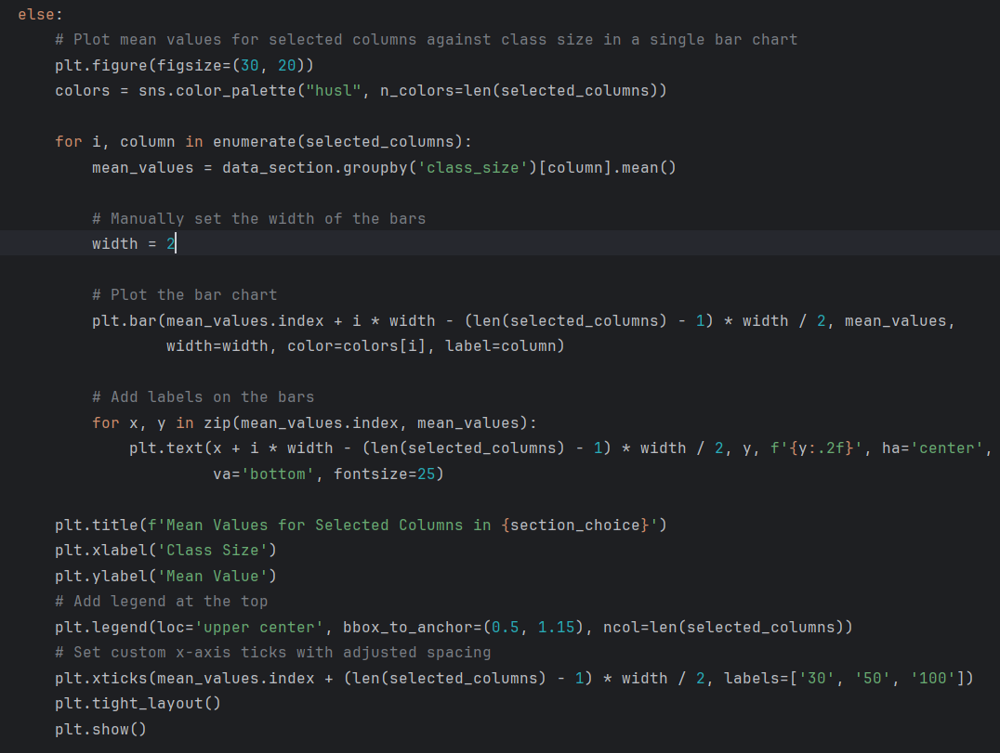 else:
    # Plot mean values for selected columns against class size in a single bar chart
    plt.figure(figsize=(30, 20))
    colors = sns.color_palette("husl", n_colors=len(selected_columns))

    for i, column in enumerate(selected_columns):
        mean_values = data_section.groupby('class_size')[column].mean()

        # Manually set the width of the bars
        width = 2

        # Plot the bar chart
        plt.bar(mean_values.index + i * width - (len(selected_columns) - 1) * width / 2, mean_values,
                width=width, color=colors[i], label=column)

        # Add labels on the bars
        for x, y in zip(mean_values.index, mean_values):
            plt.text(x + i * width - (len(selected_columns) - 1) * width / 2, y, f'{y:.2f}', ha='center',
                     va='bottom', fontsize=25)

    plt.title(f'Mean Values for Selected Columns in {section_choice}')
    plt.xlabel('Class Size')
    plt.ylabel('Mean Value')
    # Add legend at the top
    plt.legend(loc='upper center', bbox_to_anchor=(0.5, 1.15), ncol=len(selected_columns))
    # Set custom x-axis ticks with adjusted spacing
    plt.xticks(mean_values.index + (len(selected_columns) - 1) * width / 2, labels=['30', '50', '100'])
    plt.tight_layout()
    plt.show()